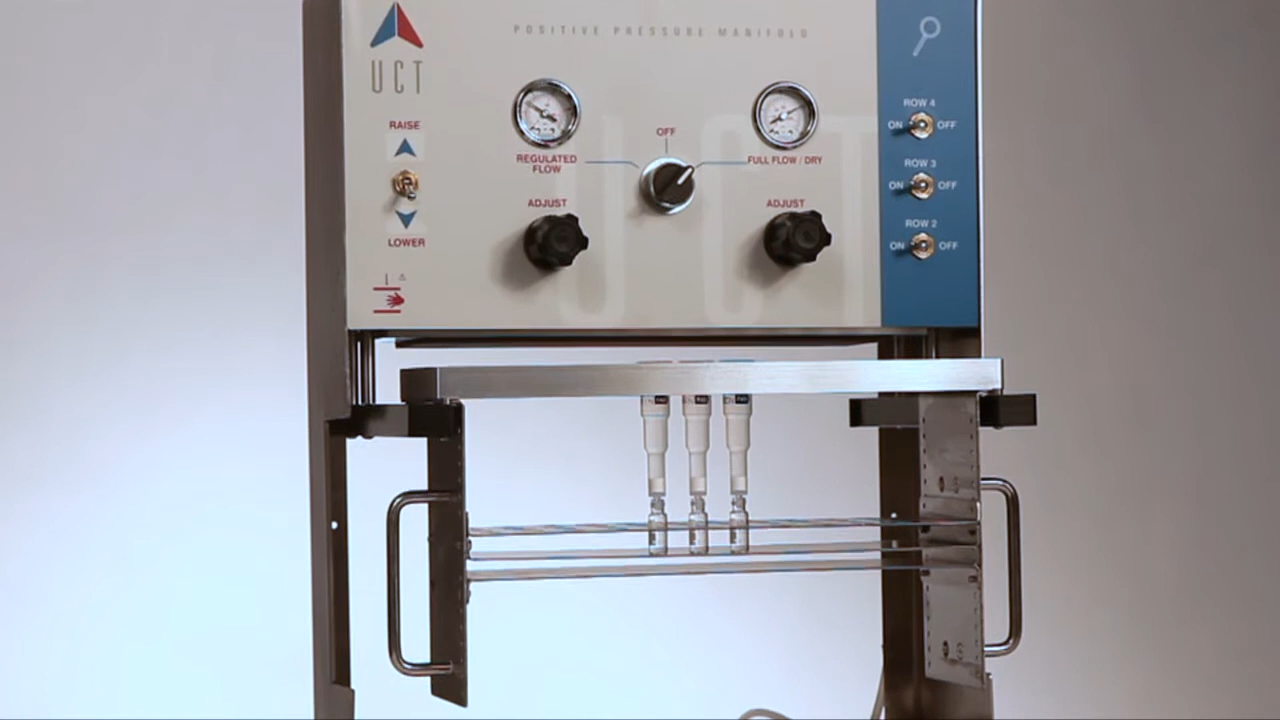 UCT
POSITIVE PRESSURE MANIFOLD
RAISE
LOWER
REGULATED
FLOW
OFF
FULL FLOW / DRY
ADJUST
ADJUST
UCT
ROW 4
ON OFF
ROW 3
ON OFF
ROW 2
ON OFF